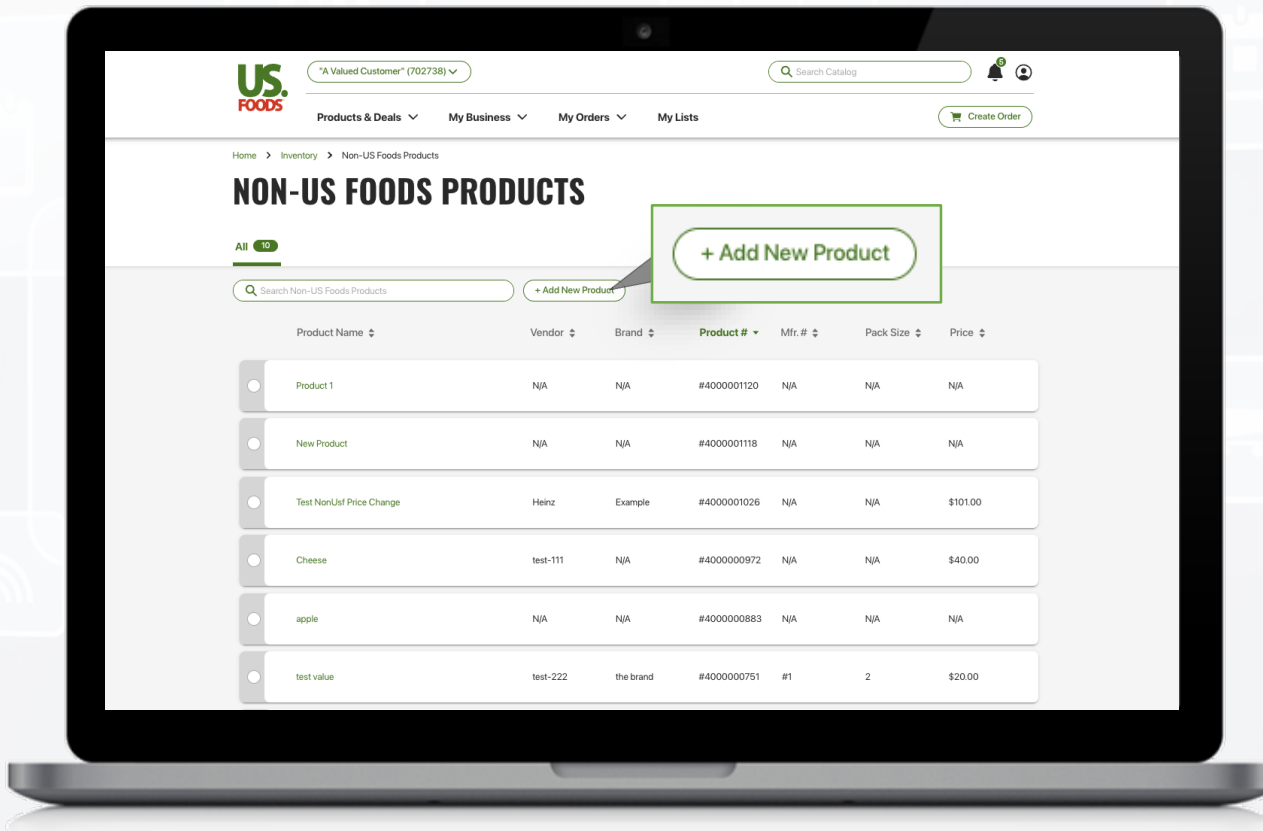 US.
FOODS
"A Valued Customer" (702738)
Search Catalog
5
Products & Deals
My Business
My Orders
My Lists
Create Order
Home > Inventory > Non-US Foods Products
NON-US FOODS PRODUCTS
All 10
+ Add New Product
Search Non-US Foods Products
+ Add New Product
Product Name Vendor Brand Product # Mfr. # Pack Size Price
Product 1 N/A N/A #4000001120 N/A N/A N/A
New Product N/A N/A #4000001118 N/A N/A N/A
Test NonUsf Price Change Heinz Example #4000001026 N/A N/A $101.00
Cheese test-111 N/A #4000000972 N/A N/A $40.00
apple N/A N/A #4000000883 N/A N/A N/A
test value test-222 the brand #4000000751 #1 2 $20.00